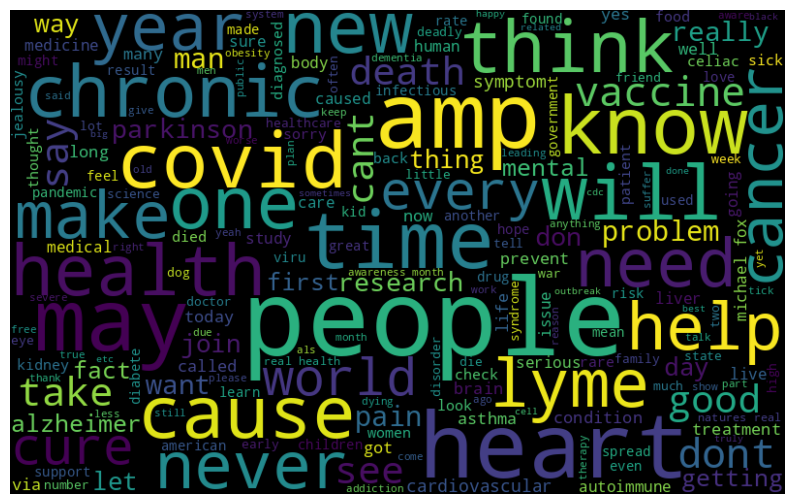 way year new made found yes food happy aware black
medicine many sure man really rate deadly human well celiac sick
might result body death symptom think related dementia
jealousy men obesity diagnosed often system
chronic caused infectious friend love
said public give vaccine
say parkinson healthcare keep amp know government cancer
thought lot big sorry worse cant thing
long feel covid back plan old leading done week
pandemic science care little mental suffer cdc patient used going
make one kid sometimes every will anything yet
died now another
yeah study time great hope tell don problem
medical right viru
health dog first awareness month prevent need michael fox
severe research drug war outbreak risk liver tick
doctor today life syndrome issue work reason mean best talk two
free eye may due join people help
kidney true etc month
take fact als real health die state
thank diabete called world disorder serious rare family day high
less please want check brain much show live part natures real
alzheimer still learn cause dying look lyme good
pain ago asthma cell condition treatment
cure american early children women heart truly
never got see come therapy spread even dont
support let cardiovascular
via number addiction autoimmune getting